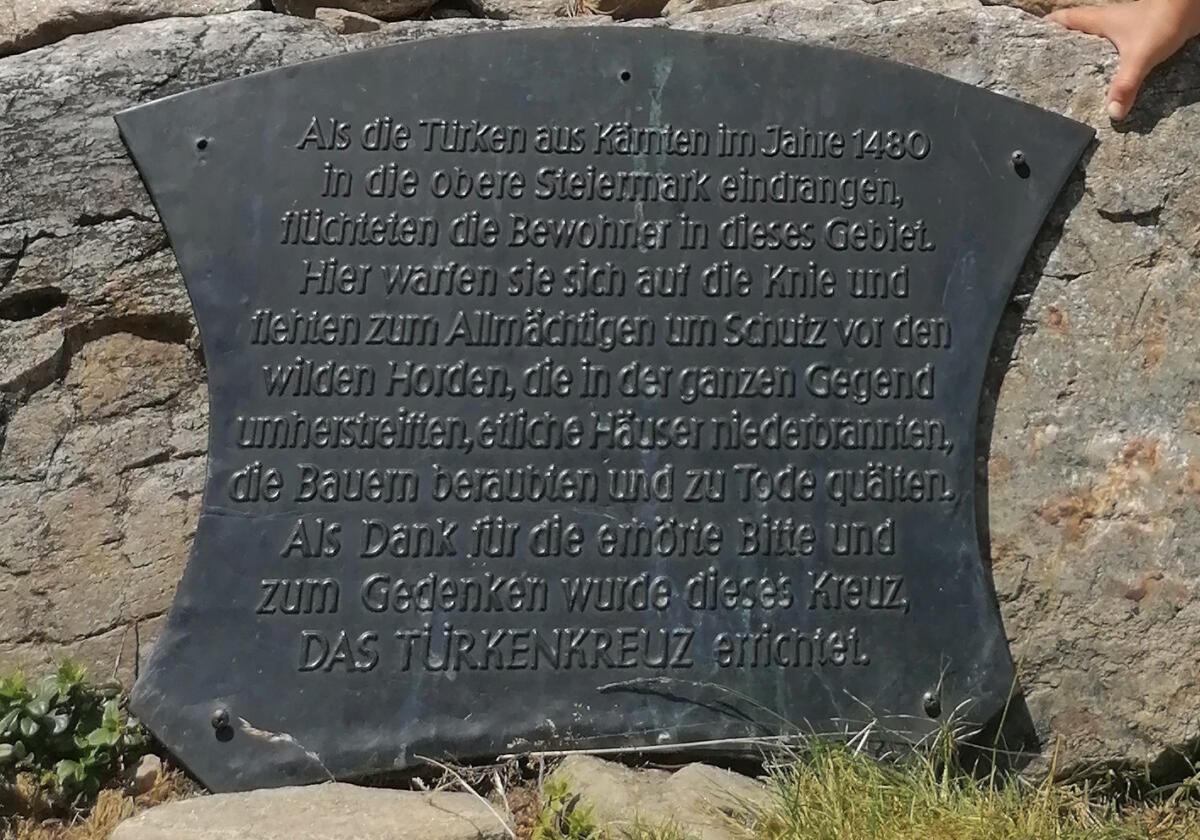 Als die Türken aus Kärnten im Jahre 1480
in die obere Steiermark eindrangen,
flüchteten die Bewohner in dieses Gebiet.
Hier warfen sie sich auf die Knie und
flehten zum Allmächtigen um Schutz vor den
wilden Horden, die in der ganzen Gegend
umherstreiften, etliche Häuser niederbrannten,
die Bauern beraubten und zu Tode quälten.
Als Dank für die erhörte Bitte und
zum Gedenken wurde dieses Kreuz,
DAS TÜRKENKREUZ errichtet.